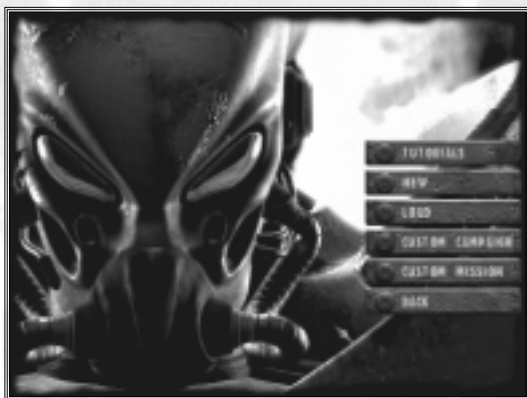 TUTORIALS
NEW
LOAD
CUSTOM CAMPAIGN
CUSTOM MISSION
BACK